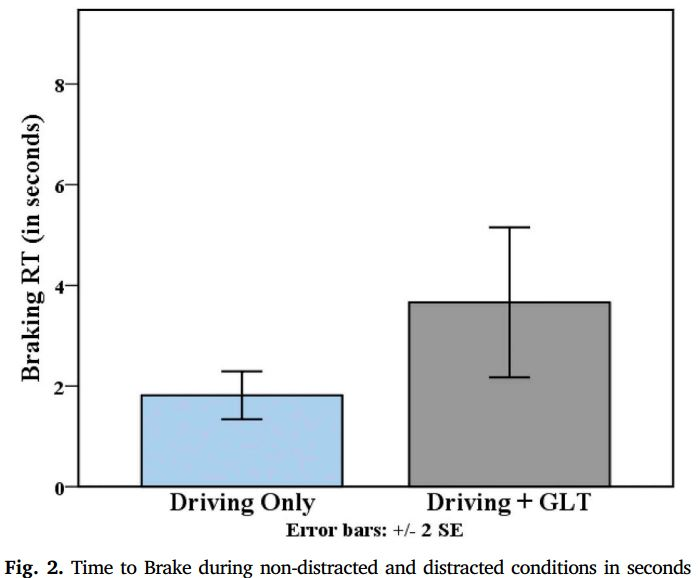 Braking RT (in seconds)
8
6
4
2
0
Driving Only
Driving + GLT
Error bars: +/- 2 SE
Fig. 2. Time to Brake during non-distracted and distracted conditions in seconds